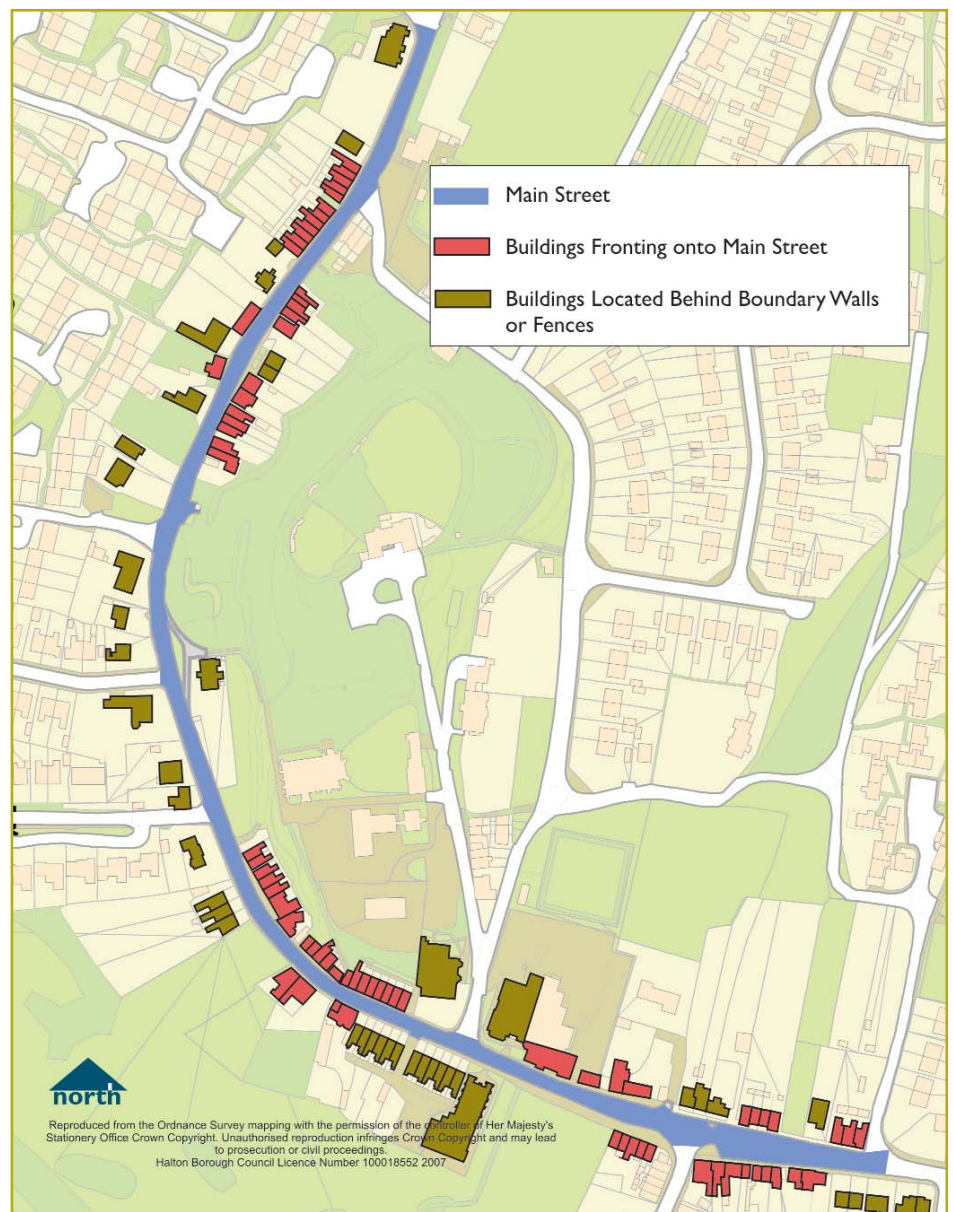 Main Street
Buildings Fronting onto Main Street
Buildings Located Behind Boundary Walls
or Fences
north
Reproduced from the Ordnance Survey mapping with the permission of the controller of Her Majesty's
Stationery Office Crown Copyright. Unauthorised reproduction infringes Crown Copyright and may lead
to prosecution or civil proceedings.
Halton Borough Council Licence Number 100018552 2007